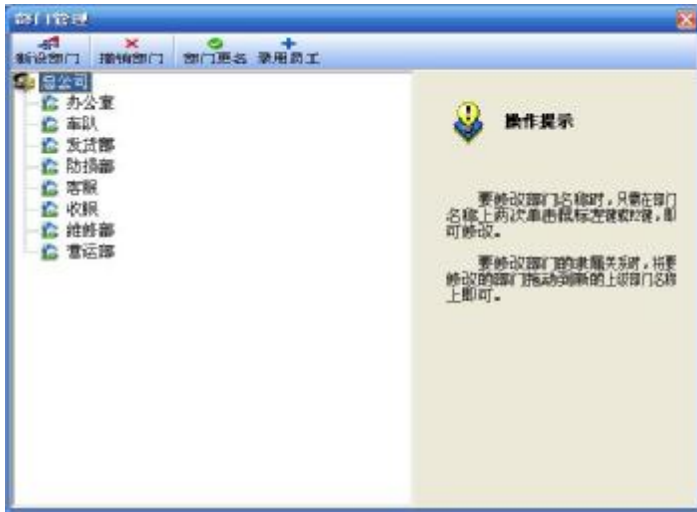 部门管理
新设部门 撤销部门 部门更名 录用员工
总公司
办公室
车队
发货部
防损部
客服
收银
维修部
营运部
操作提示
要修改部门名称时，只需在部门
名称上两次单击鼠标左键或F2键，即
可修改。
要修改部门的隶属关系时，将要
修改的部门拖动到新的上级部门名称
上即可。